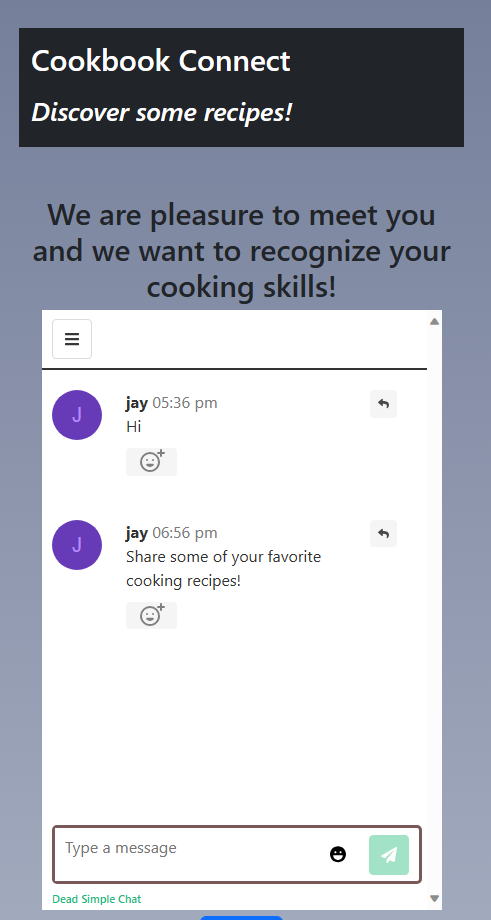 Cookbook Connect
Discover some recipes!
We are pleasure to meet you
and we want to recognize your
cooking skills!
J
jay 05:36 pm
Hi
J
jay 06:56 pm
Share some of your favorite
cooking recipes!
Type a message
Dead Simple Chat